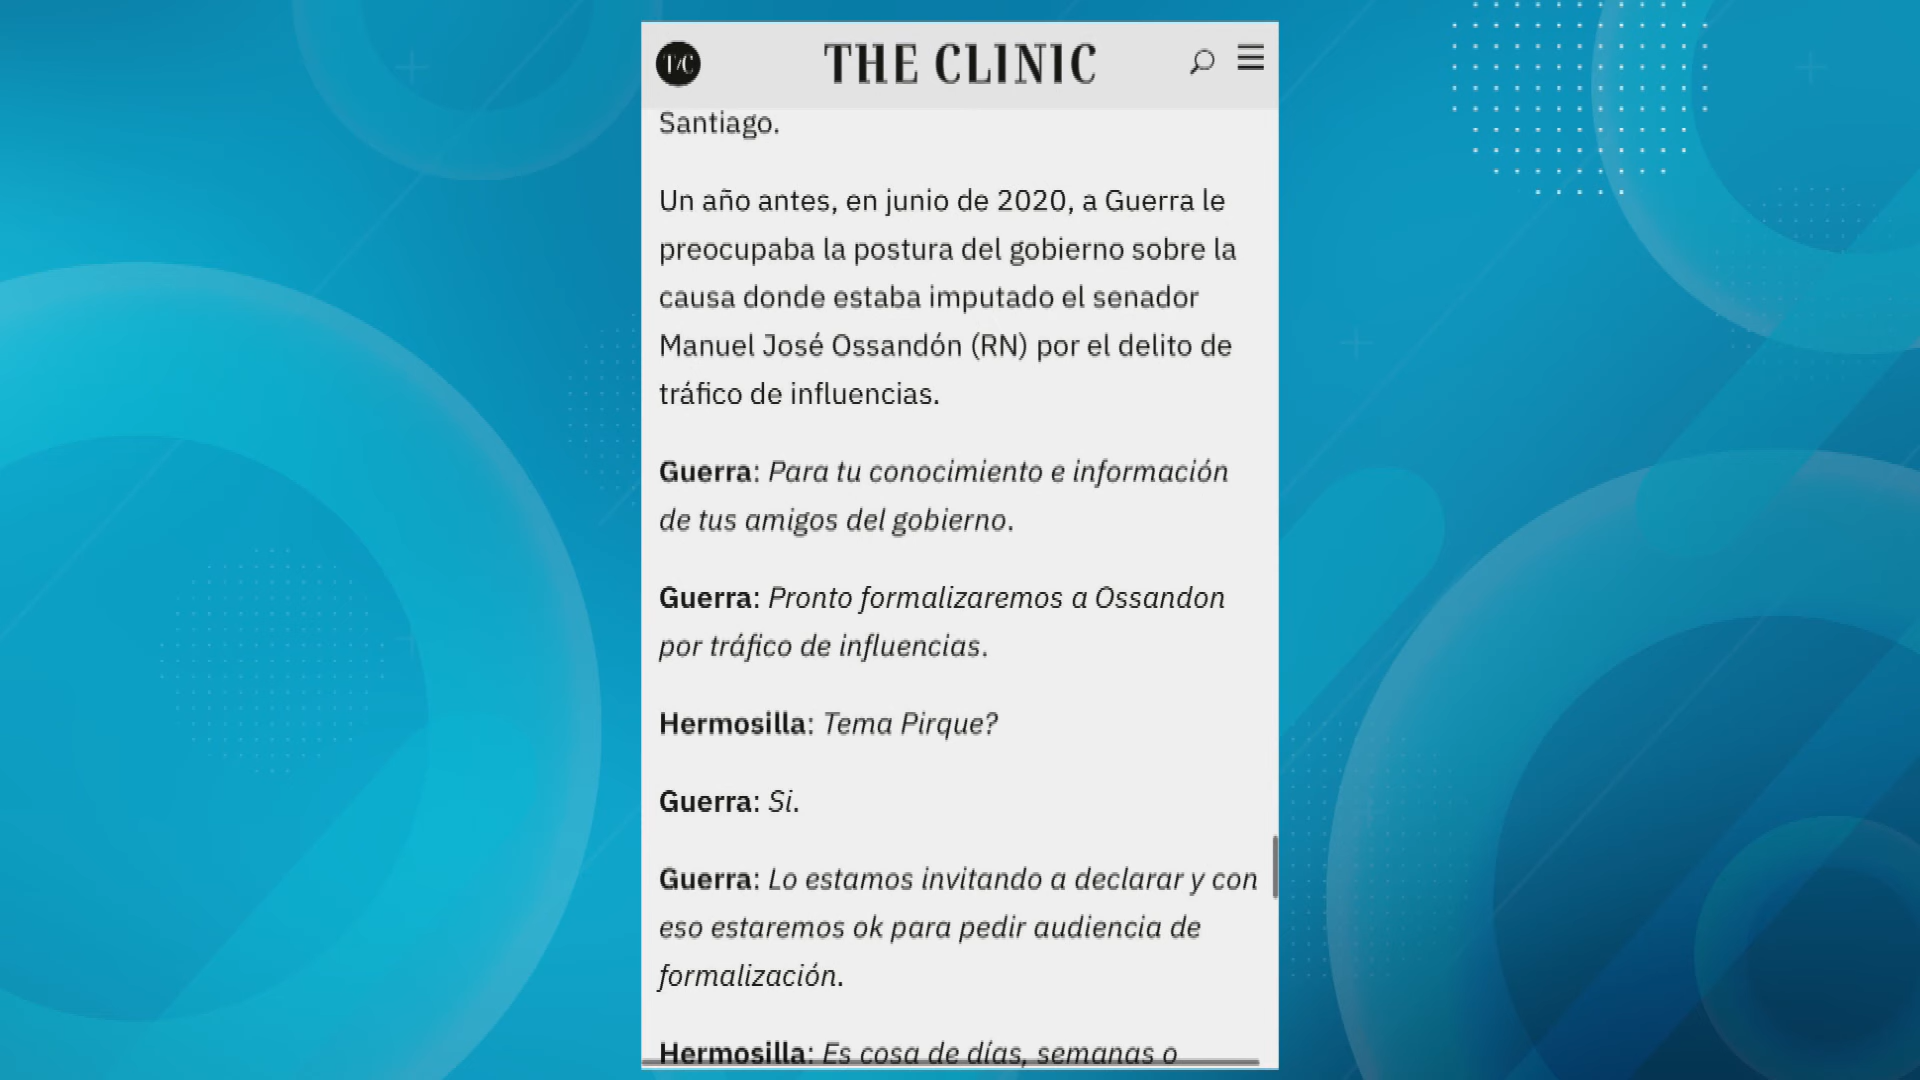 T/C
THE CLINIC
Santiago.
Un año antes, en junio de 2020, a Guerra le
preocupaba la postura del gobierno sobre la
causa donde estaba imputado el senador
Manuel José Ossandón (RN) por el delito de
tráfico de influencias.
Guerra: Para tu conocimiento e información
de tus amigos del gobierno.
Guerra: Pronto formalizaremos a Ossandon
por tráfico de influencias.
Hermosilla: Tema Pirque?
Guerra: Si.
Guerra: Lo estamos invitando a declarar y con
eso estaremos ok para pedir audiencia de
formalización.
Hermosilla: Es cosa de días, semanas o